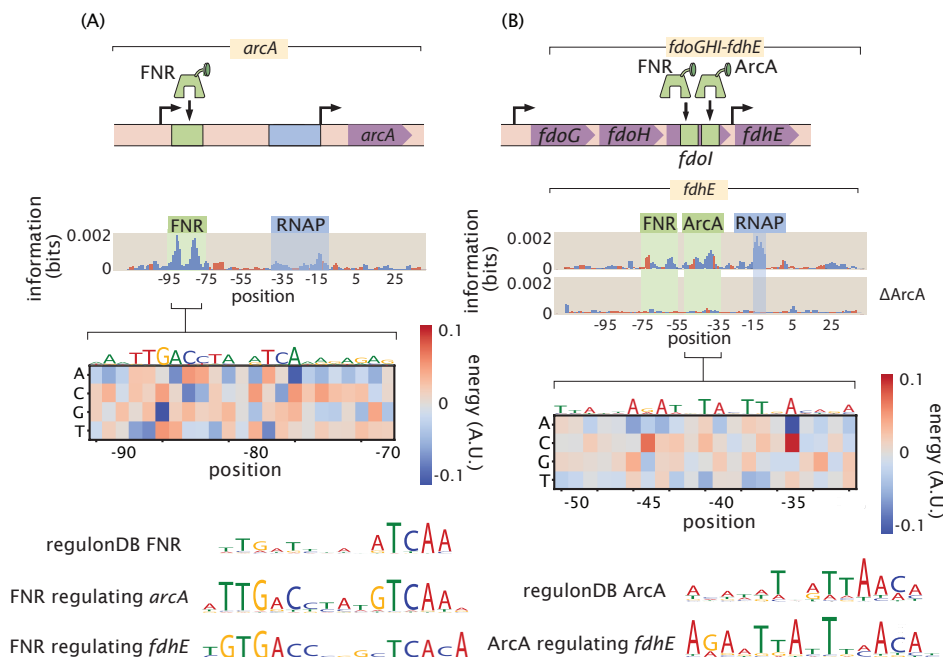 (A)
arcA
FNR
arcA
information (bits)
0.002
0
FNR
RNAP
-95 -75 -55 -35 -15 5 25
position
A
C
G
T
-90 -80 -70
position
0.1
0
-0.1
energy (A.U.)
regulonDB FNR
FNR regulating arcA
FNR regulating fdhE
(B)
fdoGHI-fdhE
FNR
ArcA
fdoG
fdoH
fdhE
fdoI
fdhE
information (bits)
FNR
ArcA
RNAP
0.002
0
0.002
0
ΔArcA
-95 -75 -55 -35 -15 5 25
position
A
C
G
T
-50 -45 -40 -35
position
0.1
0
-0.1
energy (A.U.)
regulonDB ArcA
ArcA regulating fdhE